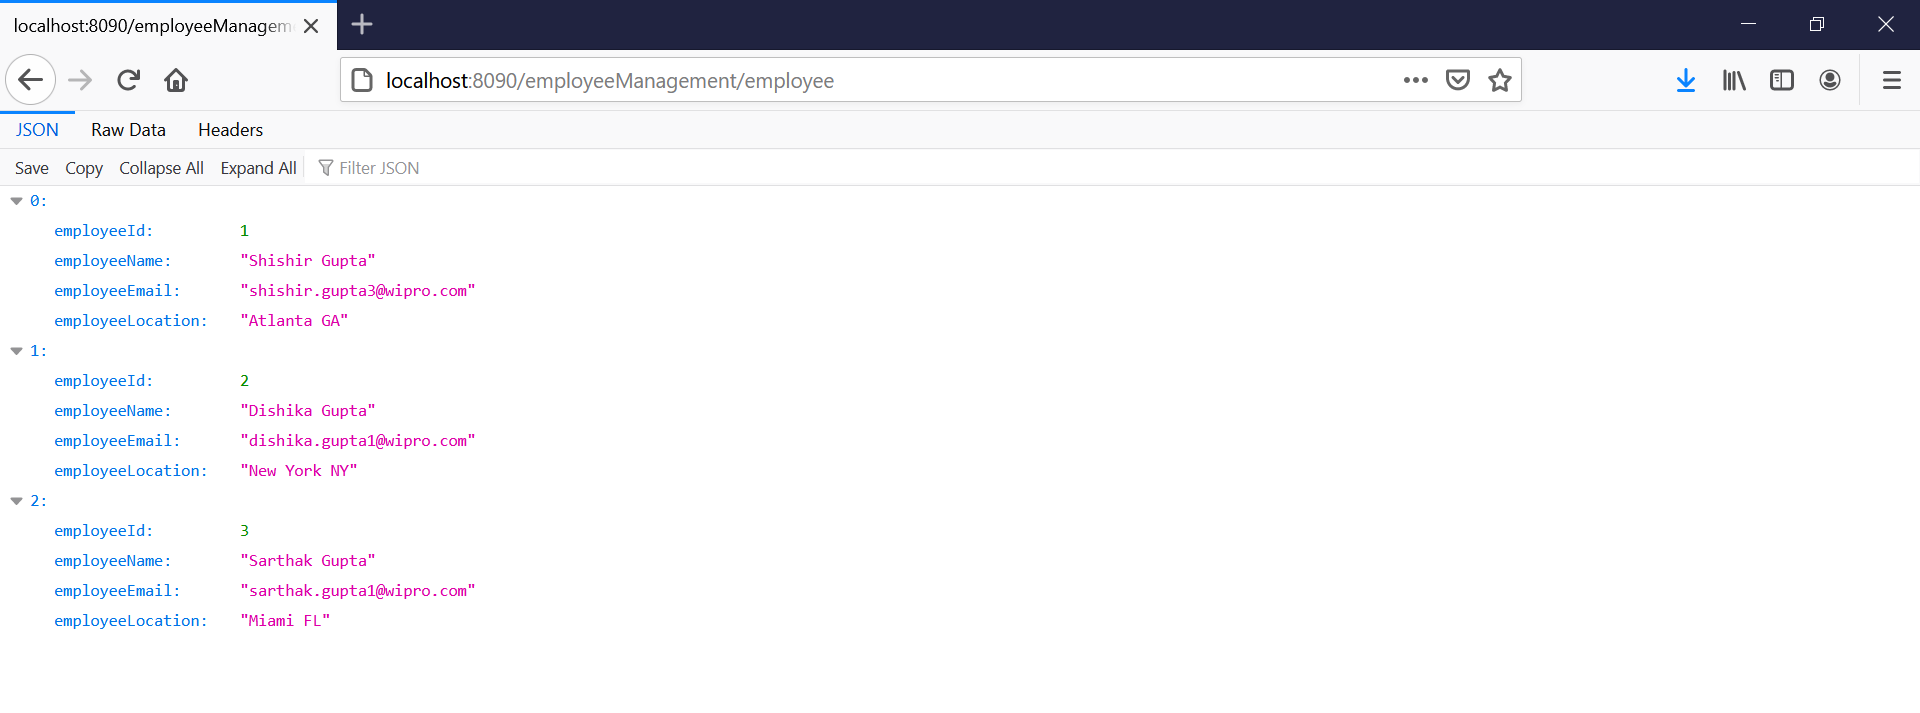 localhost:8090/employeeManagem
localhost:8090/employeeManagement/employee
JSON Raw Data Headers
Save Copy Collapse All Expand All Filter JSON
0:
employeeId: 1
employeeName: "Shishir Gupta"
employeeEmail: "shishir.gupta3@wipro.com"
employeeLocation: "Atlanta GA"
1:
employeeId: 2
employeeName: "Dishika Gupta"
employeeEmail: "dishika.gupta1@wipro.com"
employeeLocation: "New York NY"
2:
employeeId: 3
employeeName: "Sarthak Gupta"
employeeEmail: "sarthak.gupta1@wipro.com"
employeeLocation: "Miami FL"